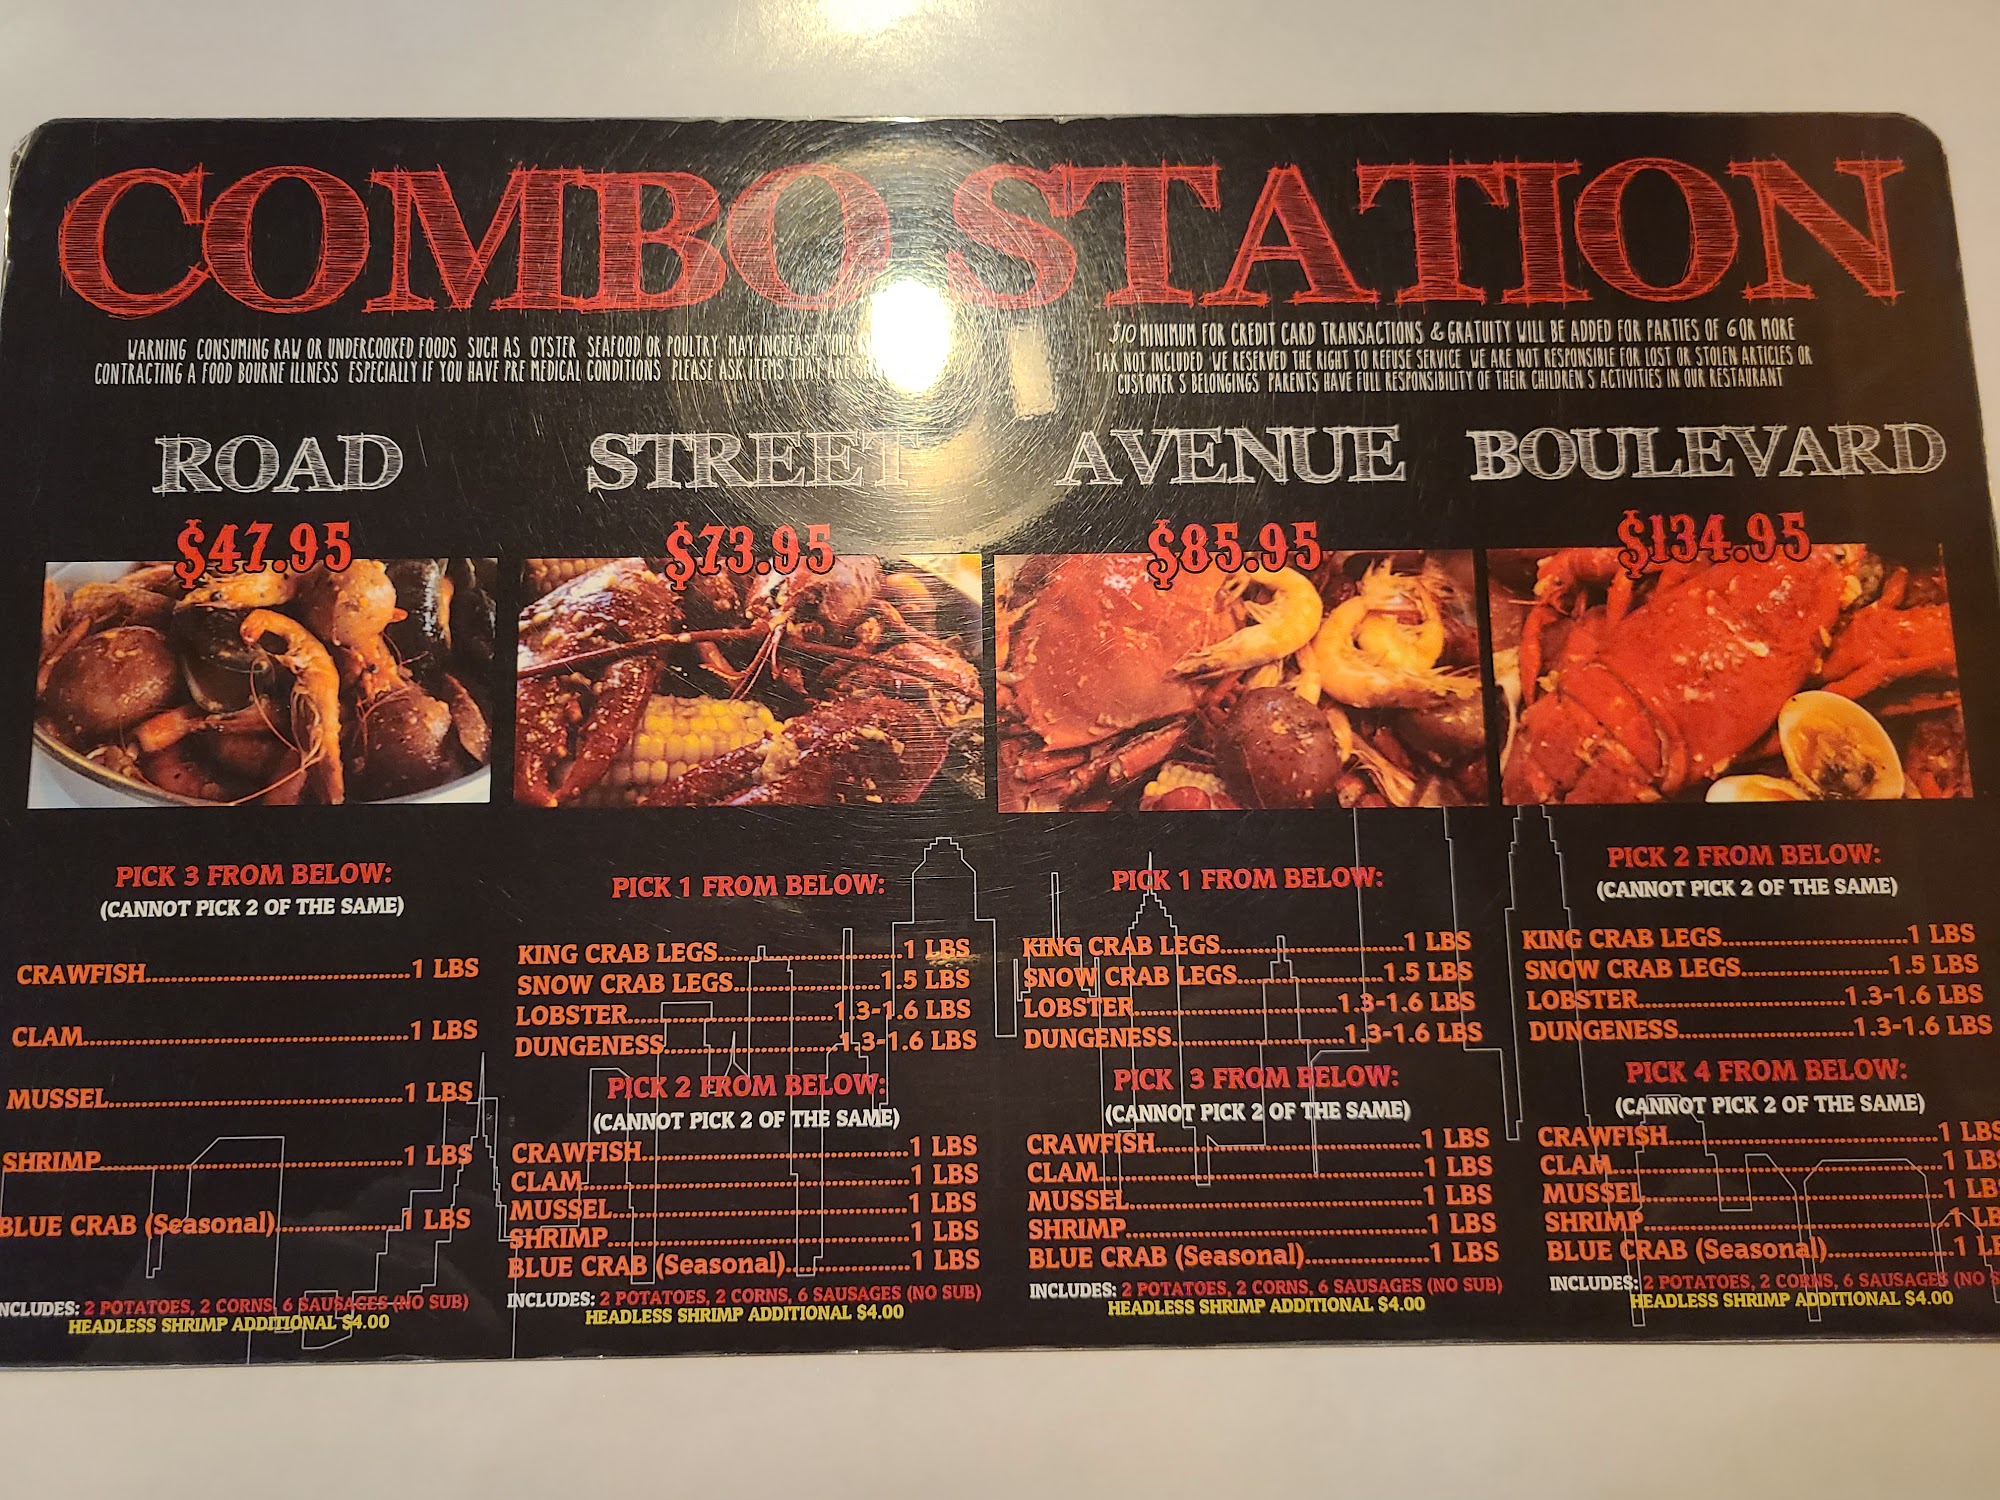 COMBO STATION
WARNING CONSUMING RAW OR UNDERCOOKED FOODS SUCH AS OYSTER SEAFOOD OR POULTRY MAY INCREASE YOUR
CONTRACTING A FOOD BOURNE ILLNESS ESPECIALLY IF YOU HAVE PRE MEDICAL CONDITIONS PLEASE ASK ITEMS THAT ARE
$10 MINIMUM FOR CREDIT CARD TRANSACTIONS & GRATUITY WILL BE ADDED FOR PARTIES OF 6 OR MORE
TAX NOT INCLUDED WE RESERVED THE RIGHT TO REFUSE SERVICE WE ARE NOT RESPONSIBLE FOR LOST OR STOLEN ARTICLES OR
CUSTOMER S BELONGINGS PARENTS HAVE FULL RESPONSIBILITY OF THEIR CHILDREN S ACTIVITIES IN OUR RESTAURANT
ROAD
$47.95
PICK 3 FROM BELOW:
(CANNOT PICK 2 OF THE SAME)
CRAWFISH..............................1 LBS
CLAM..............................1 LBS
MUSSEL..............................1 LBS
SHRIMP..............................1 LBS
BLUE CRAB (Seasonal)..............1 LBS
INCLUDES: 2 POTATOES, 2 CORNS, 6 SAUSAGES (NO SUB)
HEADLESS SHRIMP ADDITIONAL $4.00
STREET
$73.95
PICK 1 FROM BELOW:
KING CRAB LEGS....................1 LBS
SNOW CRAB LEGS....................1.5 LBS
LOBSTER....................1.3-1.6 LBS
DUNGENESS....................1.3-1.6 LBS
PICK 2 FROM BELOW:
(CANNOT PICK 2 OF THE SAME)
CRAWFISH..............................1 LBS
CLAM..............................1 LBS
MUSSEL..............................1 LBS
SHRIMP..............................1 LBS
BLUE CRAB (Seasonal)..............1 LBS
INCLUDES: 2 POTATOES, 2 CORNS, 6 SAUSAGES (NO SUB)
HEADLESS SHRIMP ADDITIONAL $4.00
AVENUE
$85.95
PICK 1 FROM BELOW:
KING CRAB LEGS....................1 LBS
SNOW CRAB LEGS....................1.5 LBS
LOBSTER....................1.3-1.6 LBS
DUNGENESS....................1.3-1.6 LBS
PICK 3 FROM BELOW:
(CANNOT PICK 2 OF THE SAME)
CRAWFISH..............................1 LBS
CLAM..............................1 LBS
MUSSEL..............................1 LBS
SHRIMP..............................1 LBS
BLUE CRAB (Seasonal)..............1 LBS
INCLUDES: 2 POTATOES, 2 CORNS, 6 SAUSAGES (NO SUB)
HEADLESS SHRIMP ADDITIONAL $4.00
BOULEVARD
$134.95
PICK 2 FROM BELOW:
(CANNOT PICK 2 OF THE SAME)
KING CRAB LEGS....................1 LBS
SNOW CRAB LEGS....................1.5 LBS
LOBSTER....................1.3-1.6 LBS
DUNGENESS....................1.3-1.6 LBS
PICK 4 FROM BELOW:
(CANNOT PICK 2 OF THE SAME)
CRAWFISH..............................1 LBS
CLAM..............................1 LBS
MUSSEL..............................1 LB
SHRIMP..............................1 LB
BLUE CRAB (Seasonal)..............1 L
INCLUDES: 2 POTATOES, 2 CORNS, 6 SAUSAGES (NO
HEADLESS SHRIMP ADDITIONAL $4.00